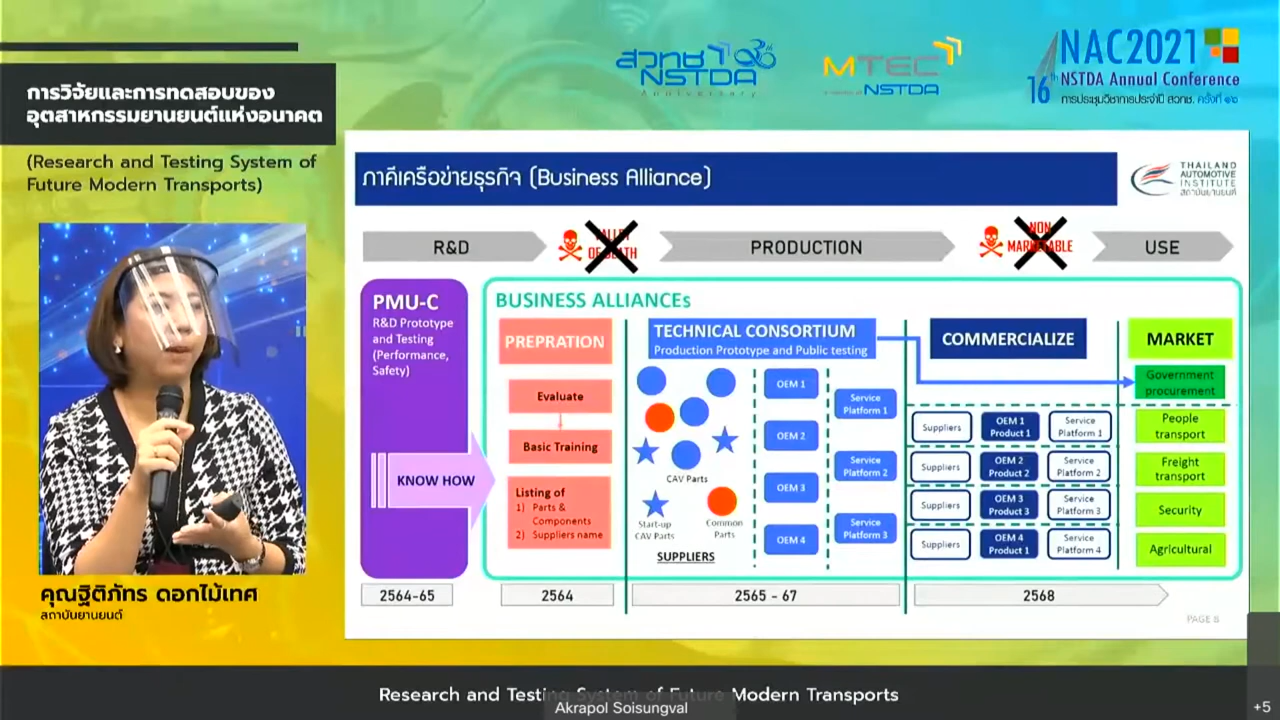 สวทช
NSTDA
Anniversary
MTEC
NSTDA
NAC2021
16th NSTDA Annual Conference
การประชุมวิชาการประจำปี สวทช. ครั้งที่ ๑๖
การวิจัยและการทดสอบของ
อุตสาหกรรมยานยนต์แห่งอนาคต
(Research and Testing System of
Future Modern Transports)
ภาคีเครือข่ายธุรกิจ (Business Alliance)
THAILAND
AUTOMOTIVE
INSTITUTE
สถาบันยานยนต์
R&D
VALLEY
OF DEATH
PRODUCTION
NON
MARKETABLE
USE
PMU-C
R&D Prototype
and Testing
(Performance,
Safety)
KNOW HOW
BUSINESS ALLIANCEs
PREPRATION
Evaluate
Basic Training
Listing of
1) Parts &
Components
2) Suppliers name
TECHNICAL CONSORTIUM
Production Prototype and Public testing
CAV Parts
Start-up
CAV Parts
Common
Parts
SUPPLIERS
OEM 1
OEM 2
OEM 3
OEM 4
Service
Platform 1
Service
Platform 2
Service
Platform 3
COMMERCIALIZE
Suppliers
OEM 1
Product 1
Service
Platform 1
Suppliers
OEM 2
Product 2
Service
Platform 2
Suppliers
OEM 3
Product 3
Service
Platform 3
Suppliers
OEM 4
Product 1
Service
Platform 4
MARKET
Government
procurement
People
transport
Freight
transport
Security
Agricultural
2564-65
2564
2565 - 67
2568
PAGE 8
คุณฐิติภัทร ดอกไม้เทศ
สถาบันยานยนต์
Research and Testing System of Future Modern Transports
Akrapol Soisungval
+5